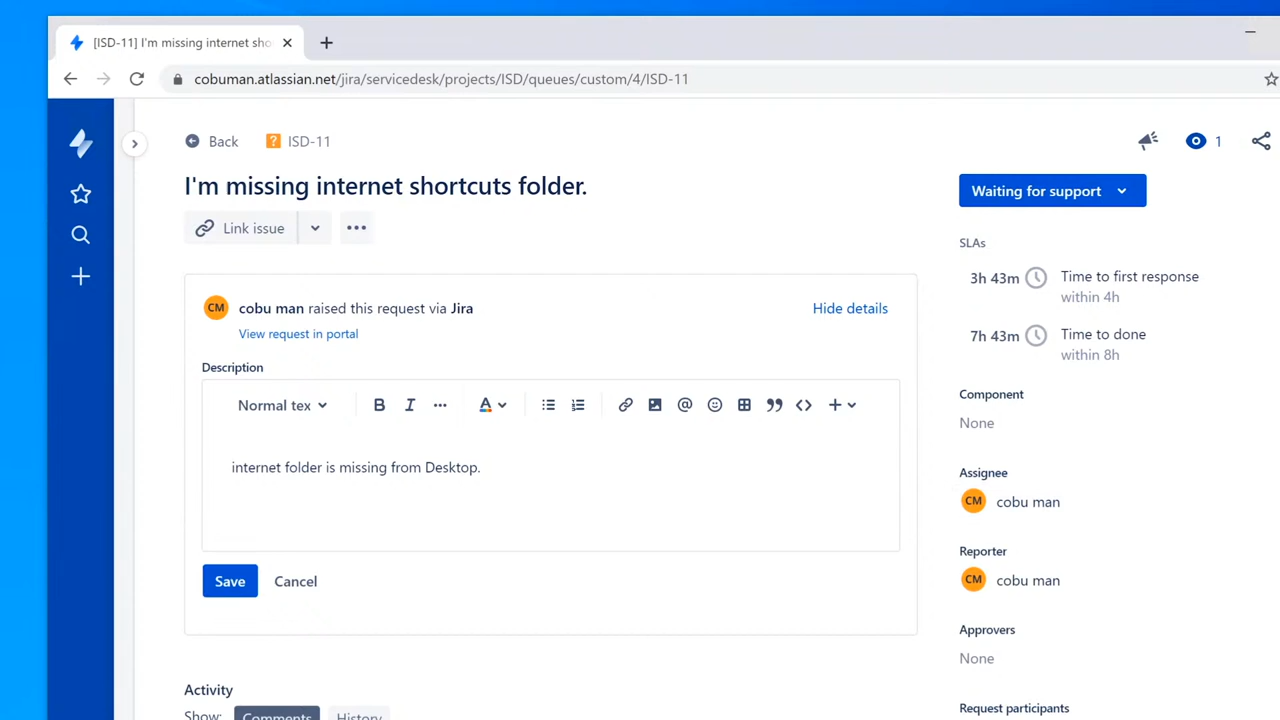 [ISD-11] I'm missing internet sho
cobuman.atlassian.net/jira/servicedesk/projects/ISD/queues/custom/4/ISD-11
Back ISD-11
1
I'm missing internet shortcuts folder.
Link issue
CM cobu man raised this request via Jira
Hide details
View request in portal
Description
Normal tex B I A
internet folder is missing from Desktop.
Save Cancel
Activity
Show: Comments History
Waiting for support
SLAs
3h 43m Time to first response
within 4h
7h 43m Time to done
within 8h
Component
None
Assignee
CM cobu man
Reporter
CM cobu man
Approvers
None
Request participants